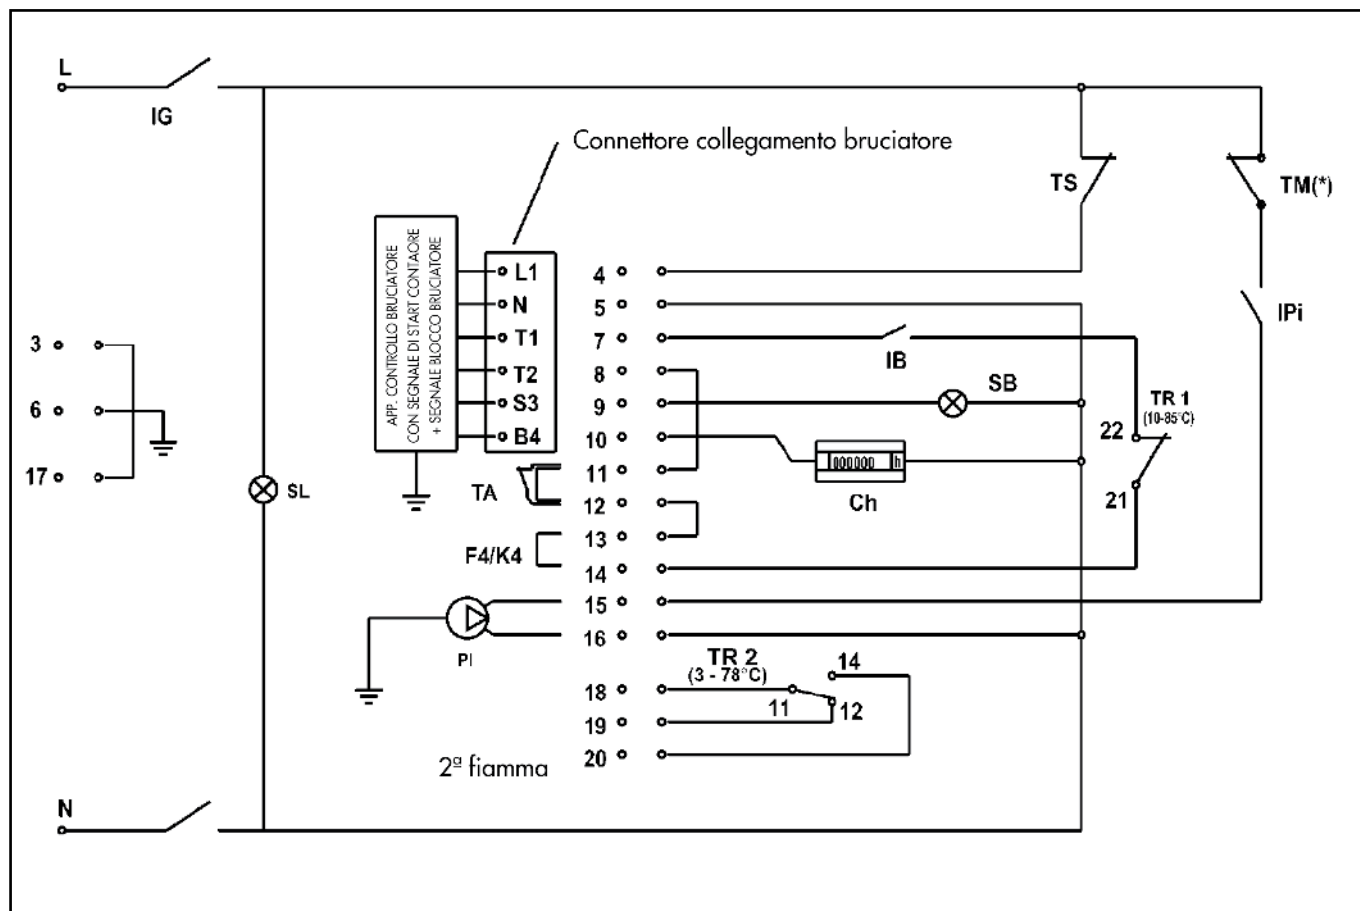 L
IG
Connettore collegamento bruciatore
TS
TM(*)
APP. CONTROLLO BRUCIATORE
CON SEGNALE DI START CONTAORE
+ SEGNALE BLOCCO BRUCIATORE
L1
N
T1
T2
S3
B4
4
5
7
8
9
10
11
12
13
14
15
16
18
19
20
IPi
IB
SB
TR 1
(10-85°C)
22
21
000000
h
Ch
3
6
17
SL
TA
F4/K4
PI
TR 2
(3 - 78°C)
14
11
12
2ª fiamma
N